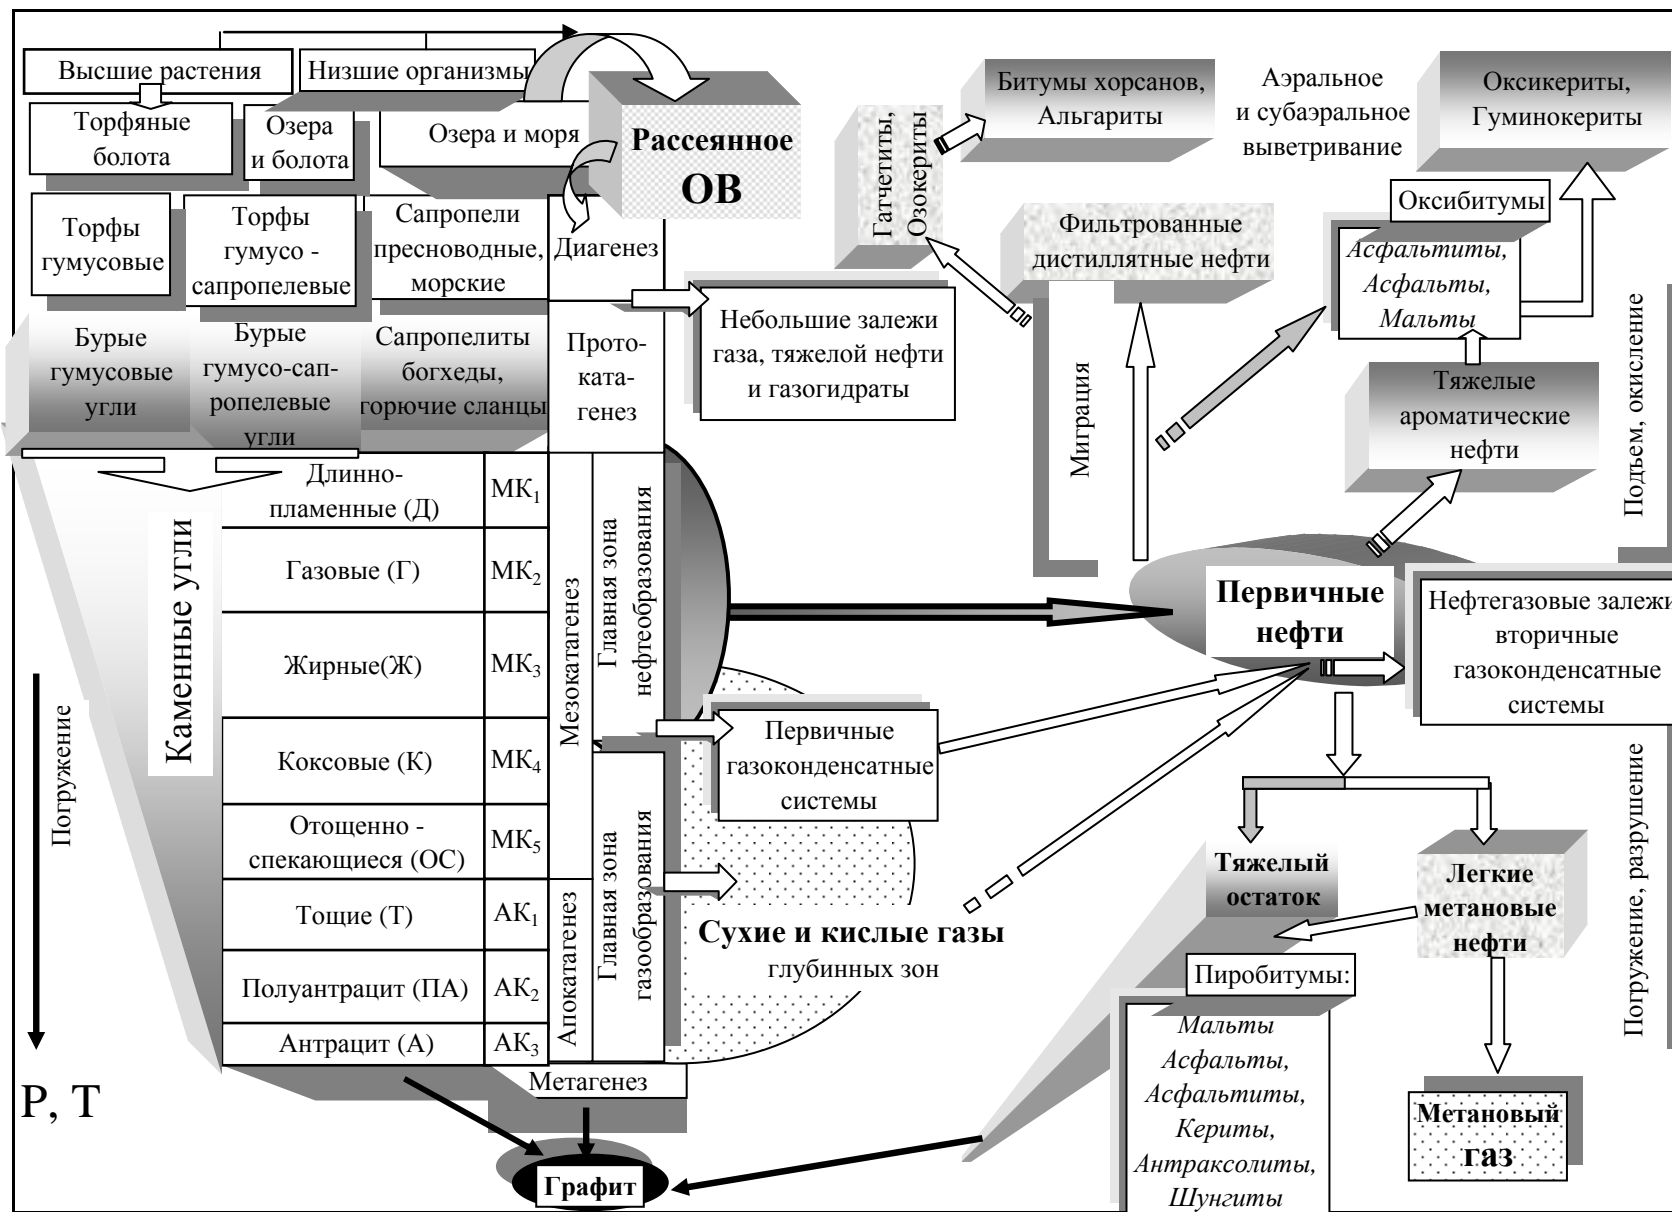 Высшие растения
Низшие организмы
Торфяные
болота
Озера
и болота
Озера и моря
Рассеянное
ОВ
Торфы
гумусовые
Торфы
гумусо -
сапропелевые
Сапропели
пресноводные,
морские
Диагенез
Бурые
гумусовые
угли
Бурые
гумусо-сап-
ропелевые
угли
Сапропелиты
богхеды,
горючие сланцы
Прото-
ката-
генез
Небольшие залежи
газа, тяжелой нефти
и газогидраты
Гатчетиты,
Озокериты
Битумы хорсанов,
Альгариты
Аэральное
и субаэральное
выветривание
Оксикериты,
Гуминокериты
Фильтрованные
дистиллятные нефти
Оксибитумы
Асфальтиты,
Асфальты,
Мальты
Тяжелые
ароматические
нефти
Миграция
Подъем, окисление
Каменные угли
Длинно-
пламенные (Д)
МК1
Газовые (Г)
МК2
Жирные(Ж)
МК3
Коксовые (К)
МК4
Отощенно -
спекающиеся (ОС)
МК5
Тощие (Т)
АК1
Полуантрацит (ПА)
АК2
Антрацит (А)
АК3
Мезокатагенез
Апокатагенез
Главная зона
нефтеобразования
Главная зона
газообразования
Метагенез
Погружение
Р, Т
Графит
Первичные
газоконденсатные
системы
Сухие и кислые газы
глубинных зон
Первичные
нефти
Нефтегазовые залежи
вторичные
газоконденсатные
системы
Тяжелый
остаток
Легкие
метановые
нефти
Погружение, разрушение
Пиробитумы:
Мальты
Асфальты,
Асфальтиты,
Кериты,
Антраксолиты,
Шунгиты
Метановый
газ